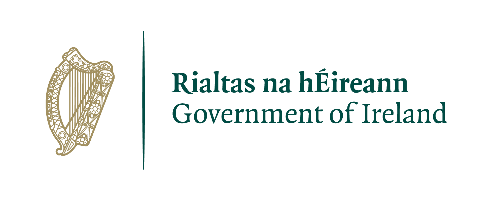 Rialtas na hÉireann
Government of Ireland